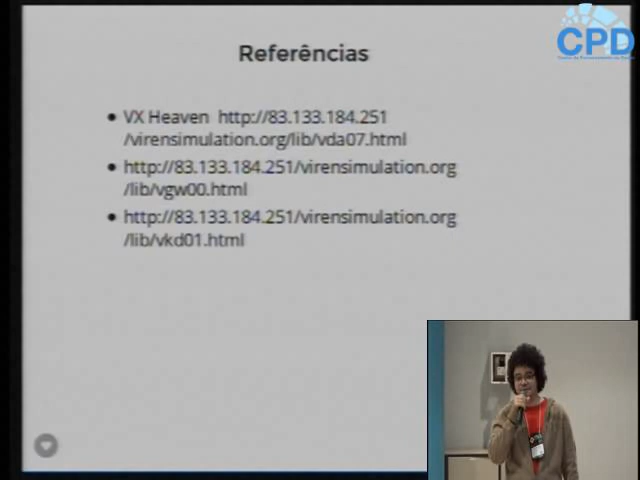 CPD
Referências
VX Heaven http://83.133.184.251
/virensimulation.org/lib/vda07.html
http://83.133.184.251/virensimulation.org
/lib/vgw00.html
http://83.133.184.251/virensimulation.org
/lib/vkd01.html